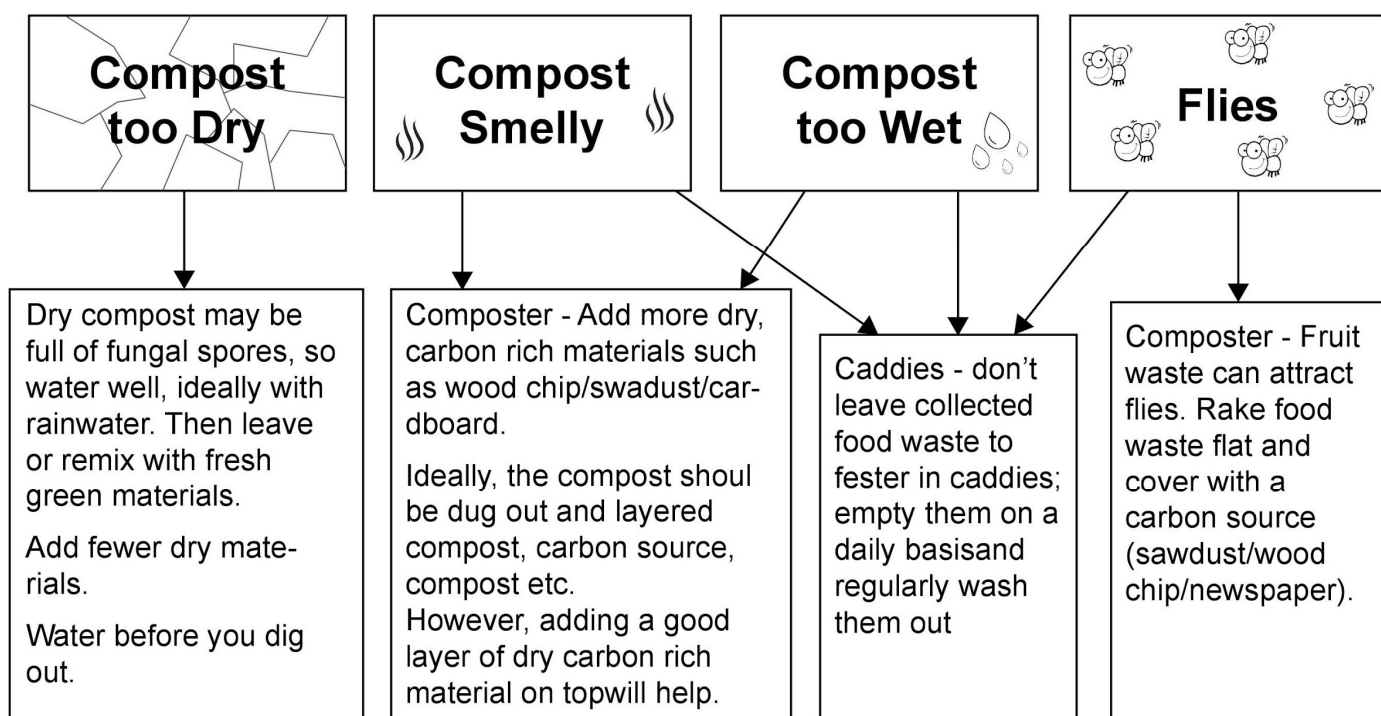 Compost
too Dry
Compost
Smelly
Compost
too Wet
Flies
Dry compost may be
full of fungal spores, so
water well, ideally with
rainwater. Then leave
or remix with fresh
green materials.
Add fewer dry mate-
rials.
Water before you dig
out.
Composter - Add more dry,
carbon rich materials such
as wood chip/swadust/car-
dboard.
Ideally, the compost shoul
be dug out and layered
compost, carbon source,
compost etc.
However, adding a good
layer of dry carbon rich
material on topwill help.
Caddies - don’t
leave collected
food waste to
fester in caddies;
empty them on a
daily basisand
regularly wash
them out
Composter - Fruit
waste can attract
flies. Rake food
waste flat and
cover with a
carbon source
(sawdust/wood
chip/newspaper).